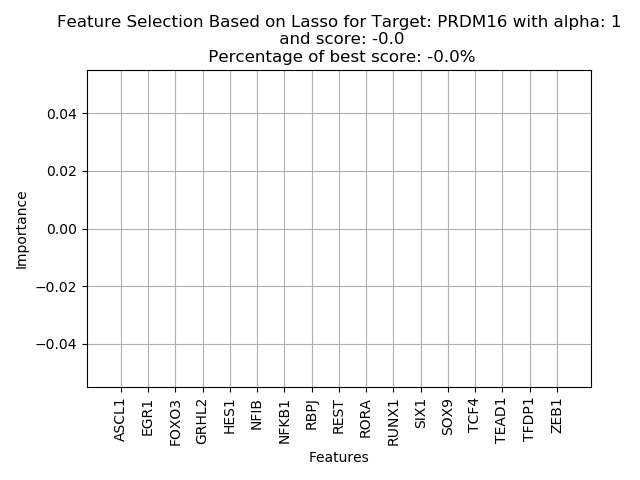 Feature Selection Based on Lasso for Target: PRDM16 with alpha: 1
and score: -0.0
Percentage of best score: -0.0%
0.04
0.02
0.00
−0.02
−0.04
Importance
ASCL1
EGR1
FOXO3
GRHL2
HES1
NFIB
NFKB1
RBPJ
REST
RORA
RUNX1
SIX1
SOX9
TCF4
TEAD1
TFDP1
ZEB1
Features